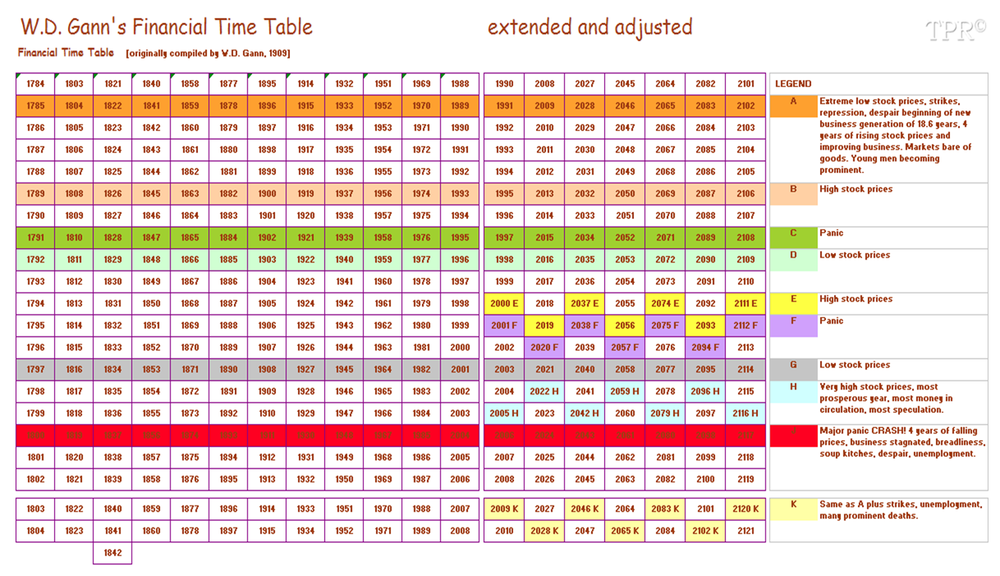 W.D. Gann's Financial Time Table extended and adjusted
TPR©
Financial Time Table [originally compiled by W.D. Gann, 1909]
1784 1803 1821 1840 1858 1877 1895 1914 1932 1951 1969 1988 1990 2008 2027 2045 2064 2082 2101
1785 1804 1822 1841 1859 1878 1896 1915 1933 1952 1970 1989 1991 2009 2028 2046 2065 2083 2102
1786 1805 1823 1842 1860 1879 1897 1916 1934 1953 1971 1990 1992 2010 2029 2047 2066 2084 2103
1787 1806 1824 1843 1861 1880 1898 1917 1935 1954 1972 1991 1993 2011 2030 2048 2067 2085 2104
1788 1807 1825 1844 1862 1881 1899 1918 1936 1955 1973 1992 1994 2012 2031 2049 2068 2086 2105
1789 1808 1826 1845 1863 1882 1900 1919 1937 1956 1974 1993 1995 2013 2032 2050 2069 2087 2106
1790 1809 1827 1846 1864 1883 1901 1920 1938 1957 1975 1994 1996 2014 2033 2051 2070 2088 2107
1791 1810 1828 1847 1865 1884 1902 1921 1939 1958 1976 1995 1997 2015 2034 2052 2071 2089 2108
1792 1811 1829 1848 1866 1885 1903 1922 1940 1959 1977 1996 1998 2016 2035 2053 2072 2090 2109
1793 1812 1830 1849 1867 1886 1904 1923 1941 1960 1978 1997 1999 2017 2036 2054 2073 2091 2110
1794 1813 1831 1850 1868 1887 1905 1924 1942 1961 1979 1998 2000 E 2018 2037 E 2055 2074 E 2092 2111 E
1795 1814 1832 1851 1869 1888 1906 1925 1943 1962 1980 1999 2001 F 2019 2038 F 2056 2075 F 2093 2112 F
1796 1815 1833 1852 1870 1889 1907 1926 1944 1963 1981 2000 2002 2020 F 2039 2057 F 2076 2094 F 2113
1797 1816 1834 1853 1871 1890 1908 1927 1945 1964 1982 2001 2003 2021 2040 2058 2077 2095 2114
1798 1817 1835 1854 1872 1891 1909 1928 1946 1965 1983 2002 2004 2022 H 2041 2059 H 2078 2096 H 2115
1799 1818 1836 1855 1873 1892 1910 1929 1947 1966 1984 2003 2005 H 2023 2042 H 2060 2079 H 2097 2116 H
1800 1819 1837 1856 1874 1893 1911 1930 1948 1967 1985 2004 2006 2024 2043 2061 2080 2098 2117
1801 1820 1838 1857 1875 1894 1912 1931 1949 1968 1986 2005 2007 2025 2044 2062 2081 2099 2118
1802 1821 1839 1858 1876 1895 1913 1932 1950 1969 1987 2006 2008 2026 2045 2063 2082 2100 2119
1803 1822 1840 1859 1877 1896 1914 1933 1951 1970 1988 2007 2009 K 2027 2046 K 2064 2083 K 2101 2120 K
1804 1823 1841 1860 1878 1897 1915 1934 1952 1971 1989 2008 2010 2028 K 2047 2065 K 2084 2102 K 2121
1842
LEGEND
A Extreme low stock prices, strikes,
repression, despair beginning of new
business generation of 18.6 years, 4
years of rising stock prices and
improving business. Markets bare of
goods. Young men becoming
prominent.
B High stock prices
C Panic
D Low stock prices
E High stock prices
F Panic
G Low stock prices
H Very high stock prices, most
prosperous year, most money in
circulation, most speculation.
J Major panic CRASH! 4 years of falling
prices, business stagnated, breadliness,
soup kitches, despair, unemployment.
K Same as A plus strikes, unemployment,
many prominent deaths.